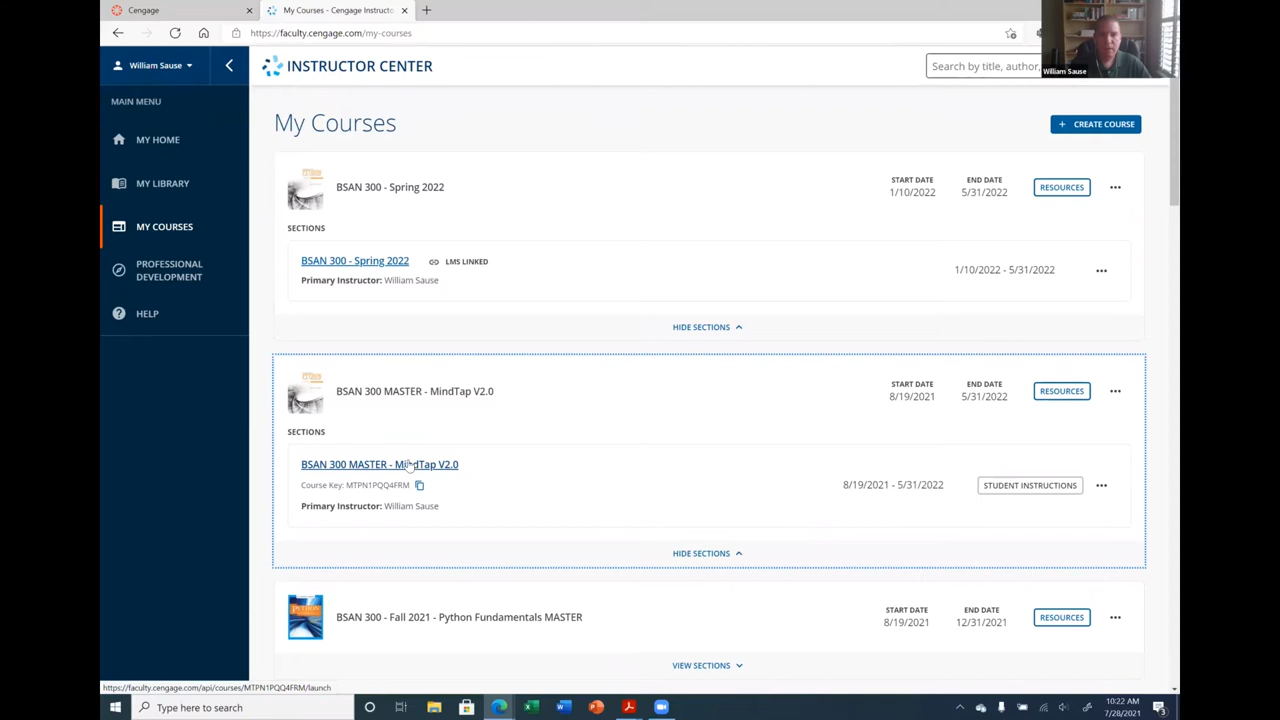 Cengage
My Courses - Cengage Instructo
https://faculty.cengage.com/my-courses
William Sause
William Sause
INSTRUCTOR CENTER
Search by title, author,
MAIN MENU
MY HOME
MY LIBRARY
MY COURSES
PROFESSIONAL
DEVELOPMENT
HELP
My Courses
+ CREATE COURSE
BSAN 300 - Spring 2022
START DATE
1/10/2022
END DATE
5/31/2022
RESOURCES
SECTIONS
BSAN 300 - Spring 2022
LMS LINKED
Primary Instructor: William Sause
1/10/2022 - 5/31/2022
HIDE SECTIONS
BSAN 300 MASTER - MindTap V2.0
START DATE
8/19/2021
END DATE
5/31/2022
RESOURCES
SECTIONS
BSAN 300 MASTER - MindTap V2.0
Course Key: MTPN1PQQ4FRM
Primary Instructor: William Sause
8/19/2021 - 5/31/2022
STUDENT INSTRUCTIONS
HIDE SECTIONS
PYTHON
BSAN 300 - Fall 2021 - Python Fundamentals MASTER
START DATE
8/19/2021
END DATE
12/31/2021
RESOURCES
VIEW SECTIONS
https://faculty.cengage.com/api/courses/MTPN1PQQ4FRM/launch
Type here to search
10:22 AM
7/28/2021
3